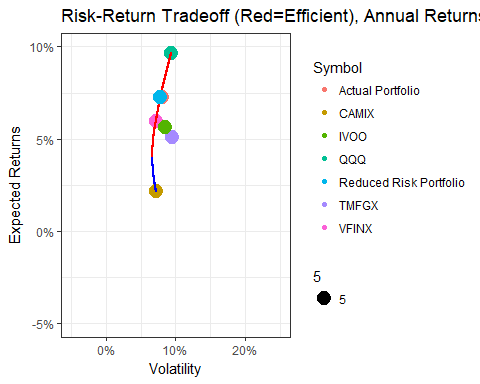 Risk-Return Tradeoff (Red=Efficient), Annual Returns
10%
5%
0%
-5%
Expected Returns
0%
10%
20%
Volatility
Symbol
Actual Portfolio
CAMIX
IVOO
QQQ
Reduced Risk Portfolio
TMFGX
VFINX
5
5